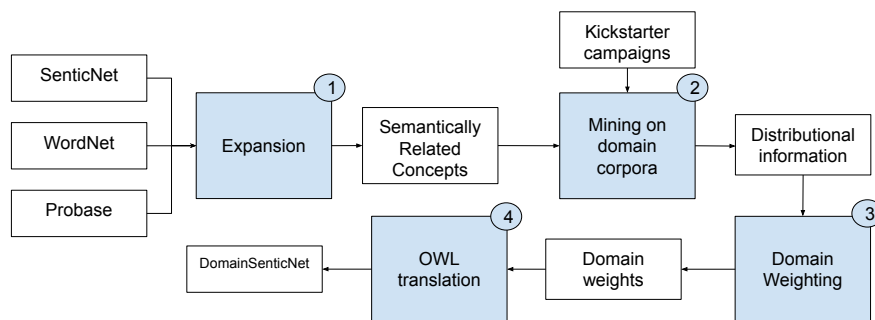 SenticNet
WordNet
Probase
1
Expansion
Semantically
Related
Concepts
Kickstarter
campaigns
2
Mining on
domain
corpora
Distributional
information
3
Domain
Weighting
Domain
weights
4
OWL
translation
DomainSenticNet